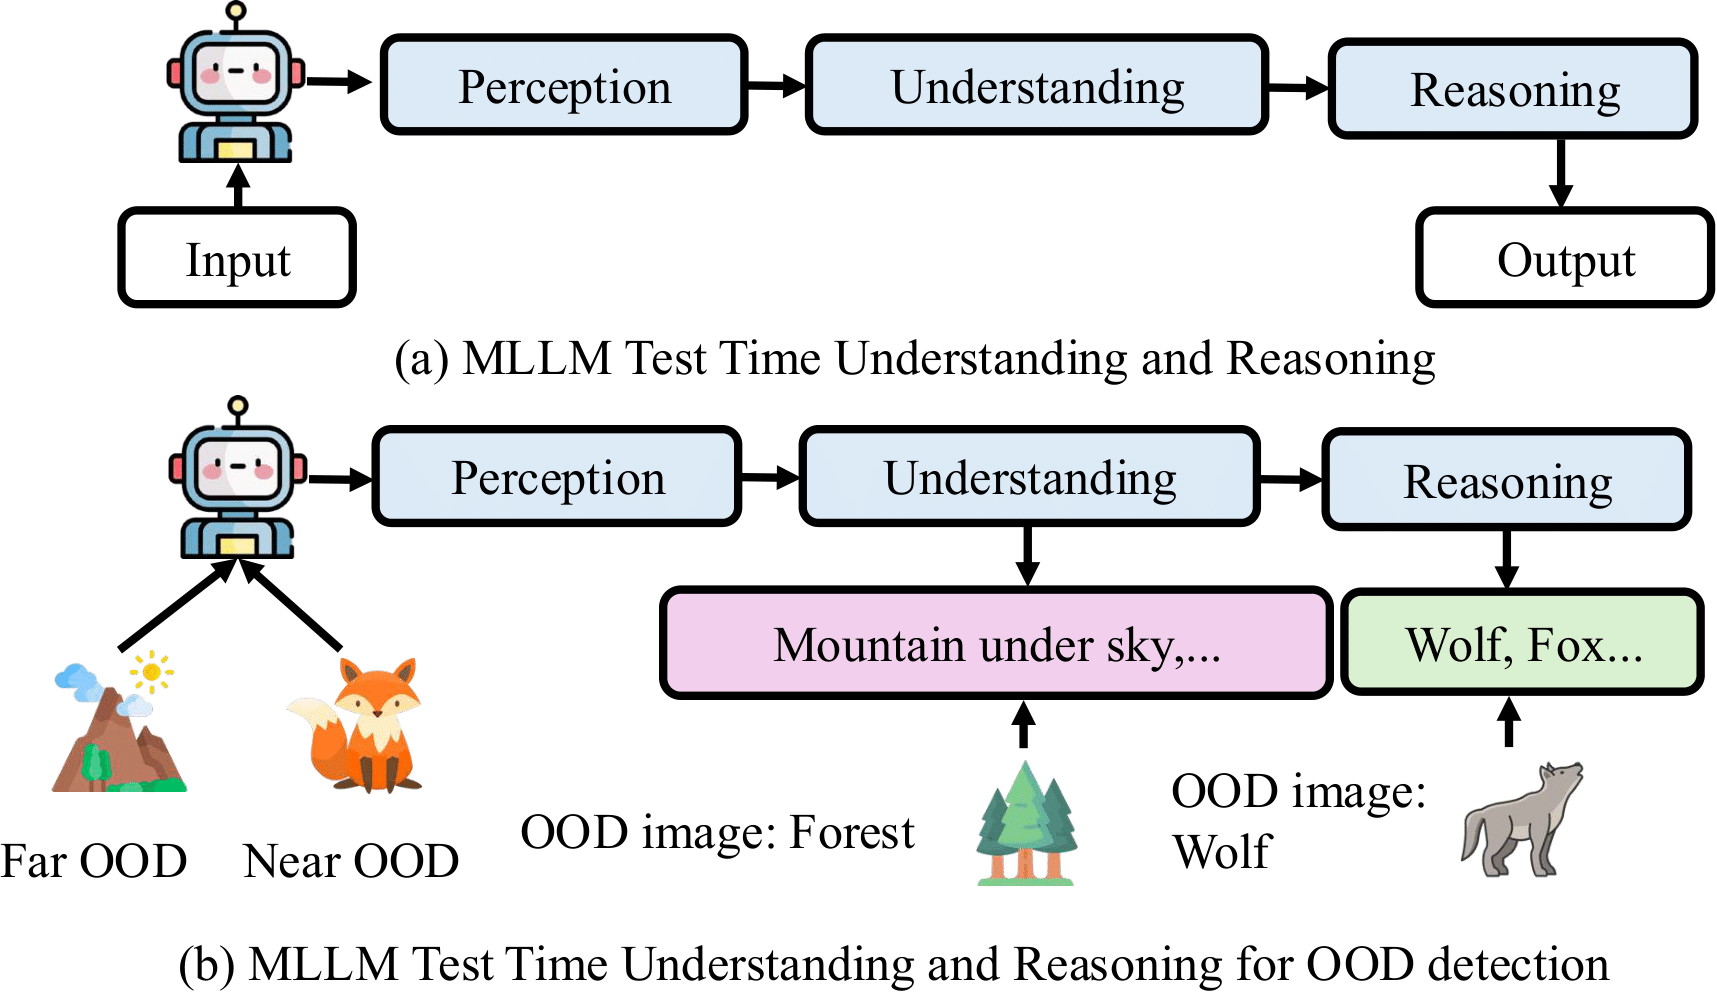 Perception
Understanding
Reasoning
Input
Output
(a) MLLM Test Time Understanding and Reasoning
Perception
Understanding
Reasoning
Mountain under sky,...
Wolf, Fox...
Far OOD
Near OOD
OOD image: Forest
OOD image:
Wolf
(b) MLLM Test Time Understanding and Reasoning for OOD detection